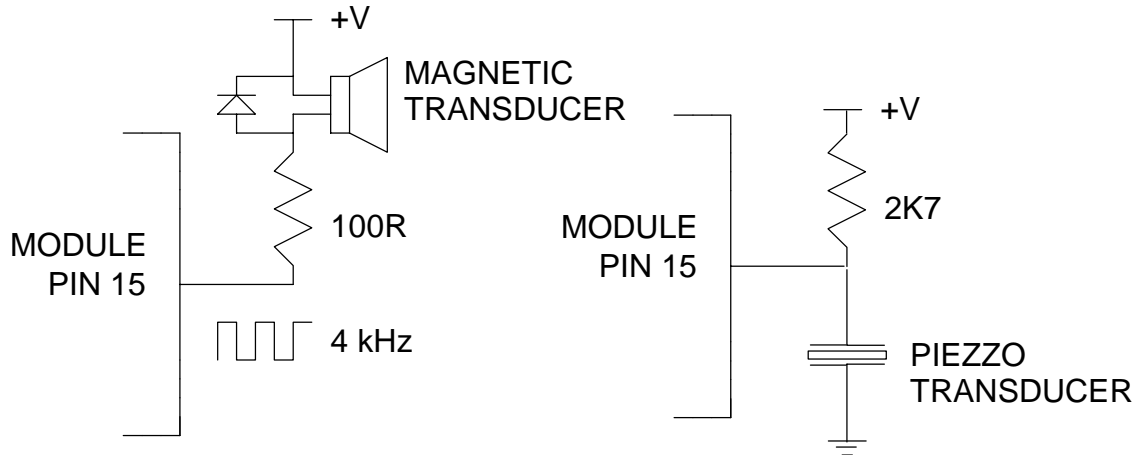 +V
MAGNETIC
TRANSDUCER
100R
MODULE
PIN 15
4 kHz
+V
2K7
MODULE
PIN 15
PIEZZO
TRANSDUCER